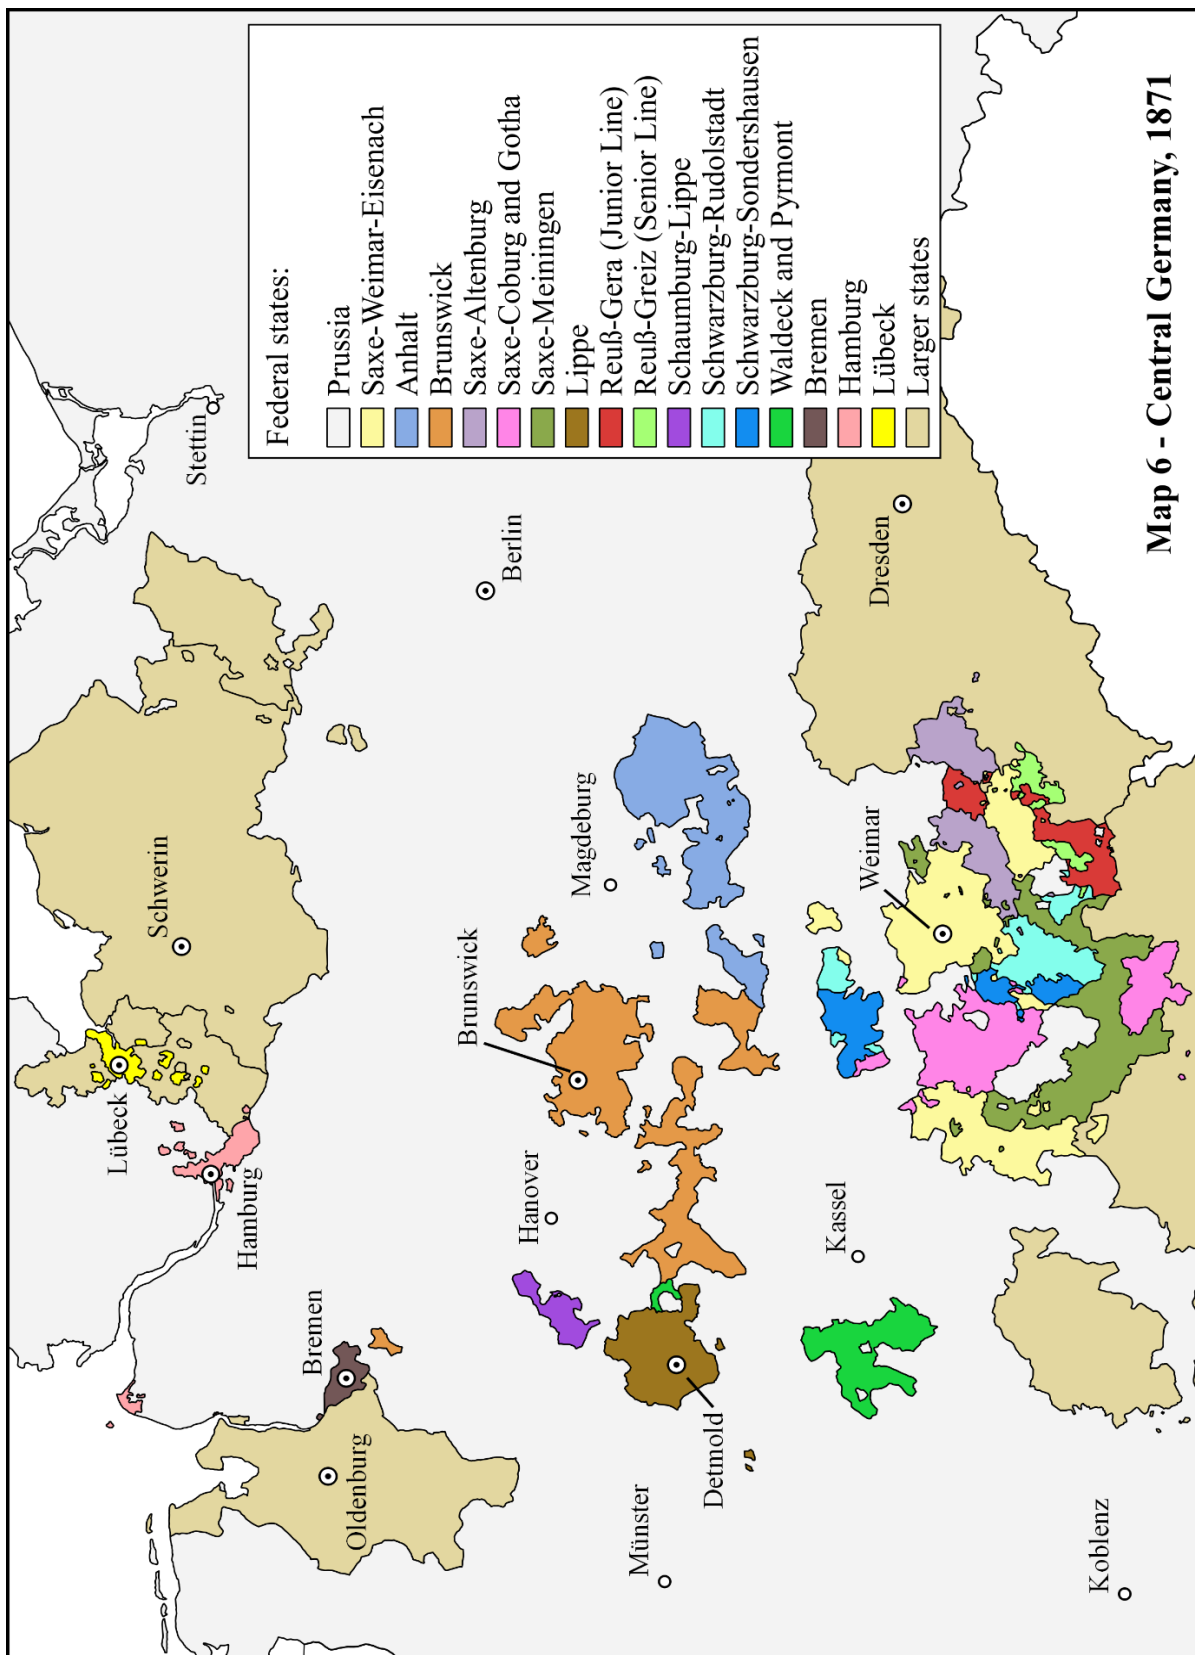 Federal states:
Prussia
Saxe-Weimar-Eisenach
Anhalt
Brunswick
Saxe-Altenburg
Saxe-Coburg and Gotha
Saxe-Meiningen
Lippe
Reuß-Gera (Junior Line)
Reuß-Greiz (Senior Line)
Schaumburg-Lippe
Schwarzburg-Rudolstadt
Schwarzburg-Sondershausen
Waldeck and Pyrmont
Bremen
Hamburg
Lübeck
Larger states
Stettin
Schwerin
Lübeck
Hamburg
Bremen
Oldenburg
Berlin
Magdeburg
Brunswick
Hanover
Münster
Detmold
Dresden
Weimar
Kassel
Koblenz
Map 6 - Central Germany, 1871